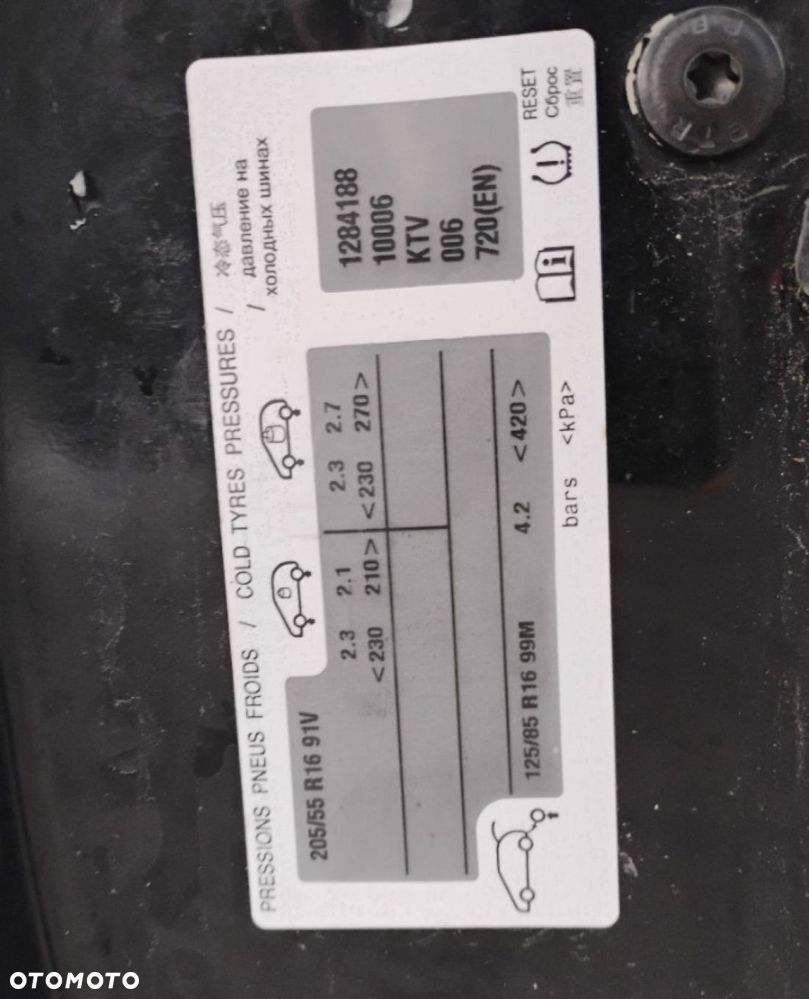 PRESSIONS PNEUS FROIDS / COLD TYRES PRESSURES / 冷态气压
/ давление на
холодных шинах
205/55 R16 91V
2.3 2.1
<230 210>
2.3 2.7
<230 270>
125/85 R16 99M
4.2 <420>
bars <kPa>
1284188
10006
KTV
006
720(EN)
RESET
Сброс
重置
OTOMOTO